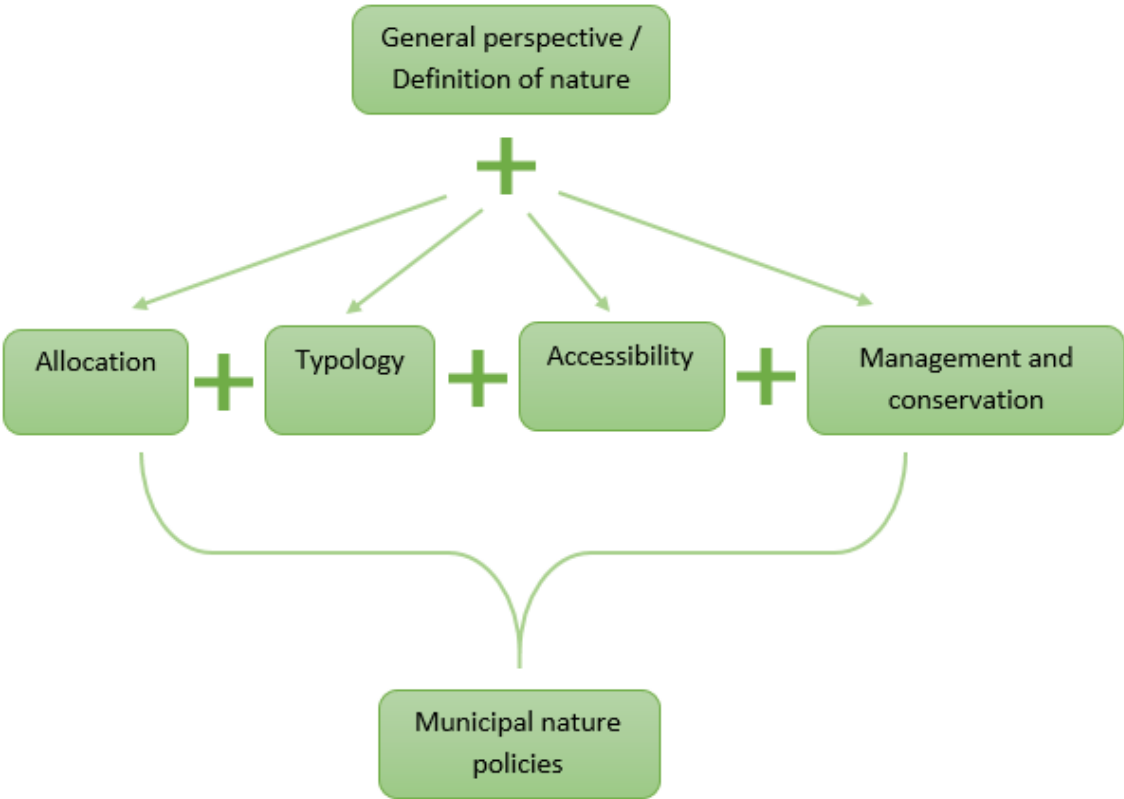 General perspective /
Definition of nature
Allocation
Typology
Accessibility
Management and
conservation
Municipal nature
policies